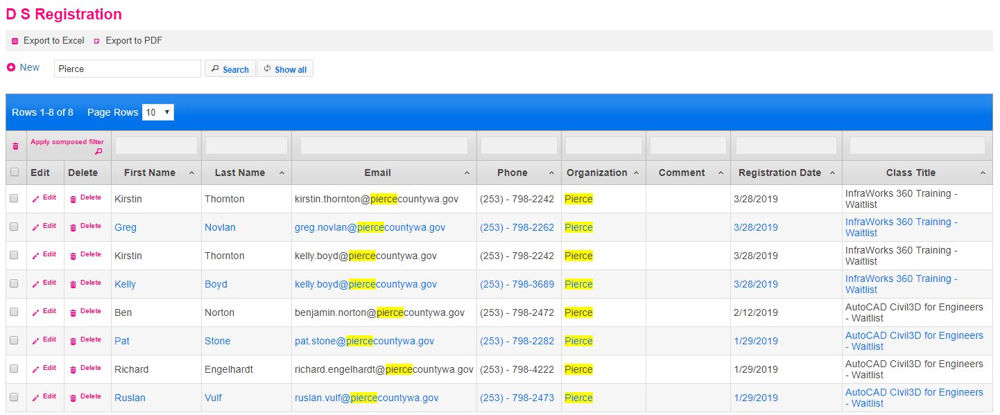 D S Registration
Export to Excel Export to PDF
New Pierce Search Show all
Rows 1-8 of 8 Page Rows 10
Apply composed filter
Edit Delete First Name Last Name Email Phone Organization Comment Registration Date Class Title
Edit Delete Kirstin Thornton kirstin.thornton@piercecountywa.gov (253) - 798-2242 Pierce 3/28/2019 InfraWorks 360 Training -
Waitlist
Edit Delete Greg Novlan greg.novlan@piercecountywa.gov (253) - 798-2262 Pierce 3/28/2019 InfraWorks 360 Training -
Waitlist
Edit Delete Kirstin Thornton kelly.boyd@piercecountywa.gov (253) - 798-2242 Pierce 3/28/2019 InfraWorks 360 Training -
Waitlist
Edit Delete Kelly Boyd kelly.boyd@piercecountywa.gov (253) - 798-3689 Pierce 3/28/2019 InfraWorks 360 Training -
Waitlist
Edit Delete Ben Norton benjamin.norton@piercecountywa.gov (253) - 798-2472 Pierce 2/12/2019 AutoCAD Civil3D for Engineers
- Waitlist
Edit Delete Pat Stone pat.stone@piercecountywa.gov (253) - 798-2282 Pierce 1/29/2019 AutoCAD Civil3D for Engineers
- Waitlist
Edit Delete Richard Engelhardt richard.engelhardt@piercecountywa.gov (253) - 798-4222 Pierce 1/29/2019 AutoCAD Civil3D for Engineers
- Waitlist
Edit Delete Ruslan Vulf ruslan.vulf@piercecountywa.gov (253) - 798-2473 Pierce 1/29/2019 AutoCAD Civil3D for Engineers
- Waitlist